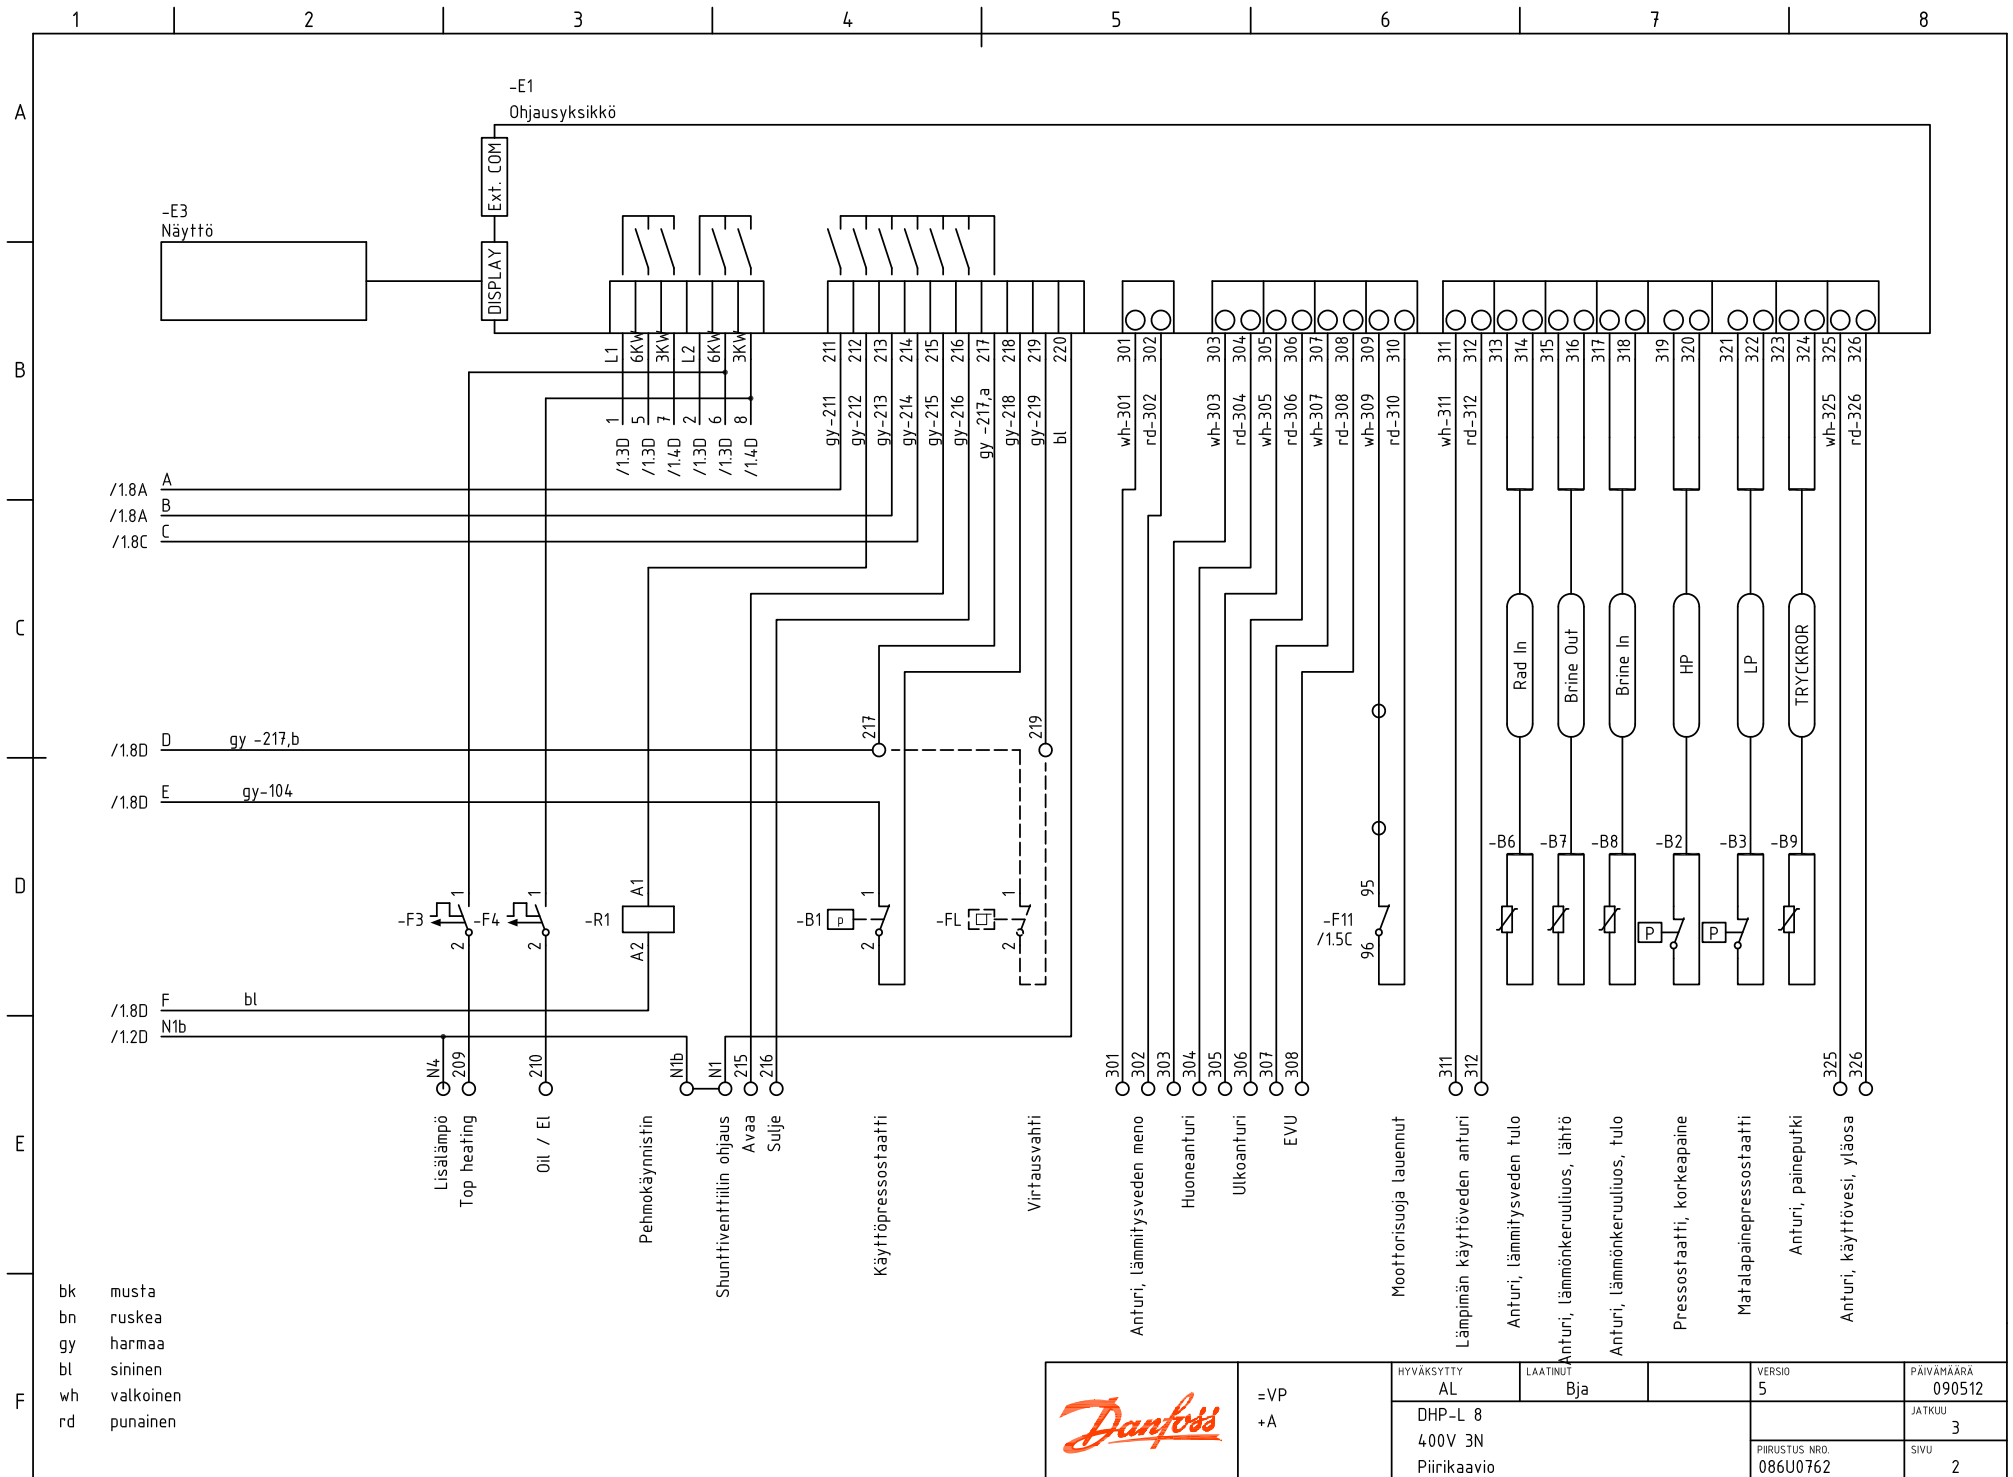 1 2 3 4 5 6 7 8
A
B
C
D
E
F
-E1
Ohjausyksikkö
Ext. COM
DISPLAY
-E3
Näyttö
L1 6KW 3KW L2 6KW 3KW
1 5 7 2 6 8
/1.3D /1.3D /1.4D /1.3D /1.3D /1.4D
211 212 213 214 215 216 217 218 219 220
gy-211 gy-212 gy-213 gy-214 gy-215 gy-216 gy -217,a gy-218 gy-219 bl
301 302
wh-301 rd-302
303 304 305 306 307 308 309 310
wh-303 rd-304 wh-305 rd-306 wh-307 rd-308 wh-309 rd-310
311 312 313 314 315 316 317 318 319 320 321 322 323 324 325 326
wh-311 rd-312
wh-325 rd-326
/1.8A A
/1.8A B
/1.8C C
Rad In
Brine Out
Brine In
HP
LP
TRYCKROR
217
219
/1.8D D gy -217,b
/1.8D E gy-104
-F3 1 2
-F4 1 2
-R1 A1 A2
-B1 p 1 2
-FL 1 2
-F11
/1.5C
95
96
-B6
-B7
-B8
-B2 P
-B3 P
-B9
/1.8D F bl
/1.2D N1b
N4 209 210 N1b N1 215 216
301 302 303 304 305 306 307 308
311 312
325 326
Lisälämpö
Top heating
Oil / El
Pehmokäynnistin
Shunttiventtiilin ohjaus
Avaa
Sulje
Käyttöpressostaatti
Virtausvahti
Anturi, lämmitysveden meno
Huoneanturi
Ulkoanturi
EVU
Moottorisuoja lauennut
Lämpimän käyttöveden anturi
Anturi, lämmitysveden tulo
Anturi, lämmönkeruuliuos, lähtö
Anturi, lämmönkeruuliuos, tulo
Pressostaatti, korkeapaine
Matalapainepressostaatti
Anturi, paineputki
Anturi, käyttövesi, yläosa
bk musta
bn ruskea
gy harmaa
bl sininen
wh valkoinen
rd punainen
Danfoss
=VP
+A
HYVÄKSYTTY
AL
LAATINUT
Bja
VERSIO
5
PÄIVÄMÄÄRÄ
090512
DHP-L 8
400V 3N
Piirikaavio
JATKUU
3
PIIRUSTUS NRO.
086U0762
SIVU
2